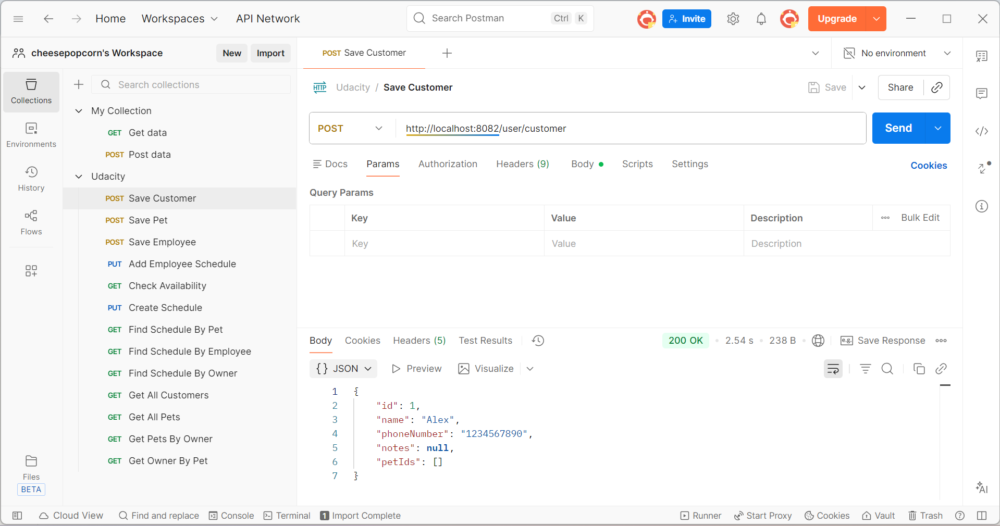 Home Workspaces API Network Search Postman Ctrl K Invite Upgrade
cheesepopcorn's Workspace New Import
POST Save Customer No environment
Collections
Environments
History
Flows
Files
BETA
Search collections
My Collection
GET Get data
POST Post data
Udacity
POST Save Customer
POST Save Pet
POST Save Employee
PUT Add Employee Schedule
GET Check Availability
PUT Create Schedule
GET Find Schedule By Pet
GET Find Schedule By Employee
GET Find Schedule By Owner
GET Get All Customers
GET Get All Pets
GET Get Pets By Owner
GET Get Owner By Pet
HTTP Udacity / Save Customer Save Share
POST http://localhost:8082/user/customer Send
Docs Params Authorization Headers (9) Body Scripts Settings Cookies
Query Params
Key Value Description Bulk Edit
Key Value Description
Body Cookies Headers (5) Test Results 200 OK 2.54 s 238 B e.g. Save Response
{} JSON Preview Visualize
1 {
2 "id": 1,
3 "name": "Alex",
4 "phoneNumber": "1234567890",
5 "notes": null,
6 "petIds": []
7 }
AI
Cloud View Find and replace Console Terminal 1 Import Complete Runner Start Proxy Cookies Vault Trash